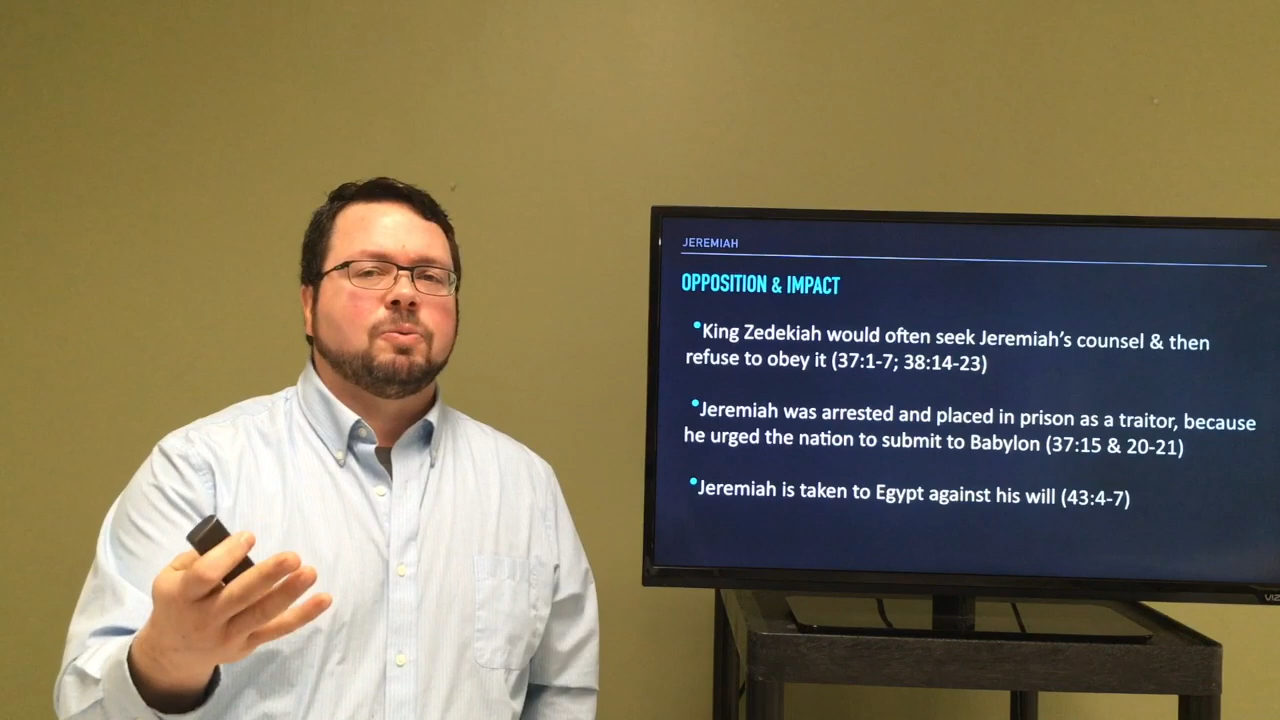 JEREMIAH
OPPOSITION & IMPACT
•King Zedekiah would often seek Jeremiah's counsel & then
refuse to obey it (37:1-7; 38:14-23)
•Jeremiah was arrested and placed in prison as a traitor, because
he urged the nation to submit to Babylon (37:15 & 20-21)
•Jeremiah is taken to Egypt against his will (43:4-7)